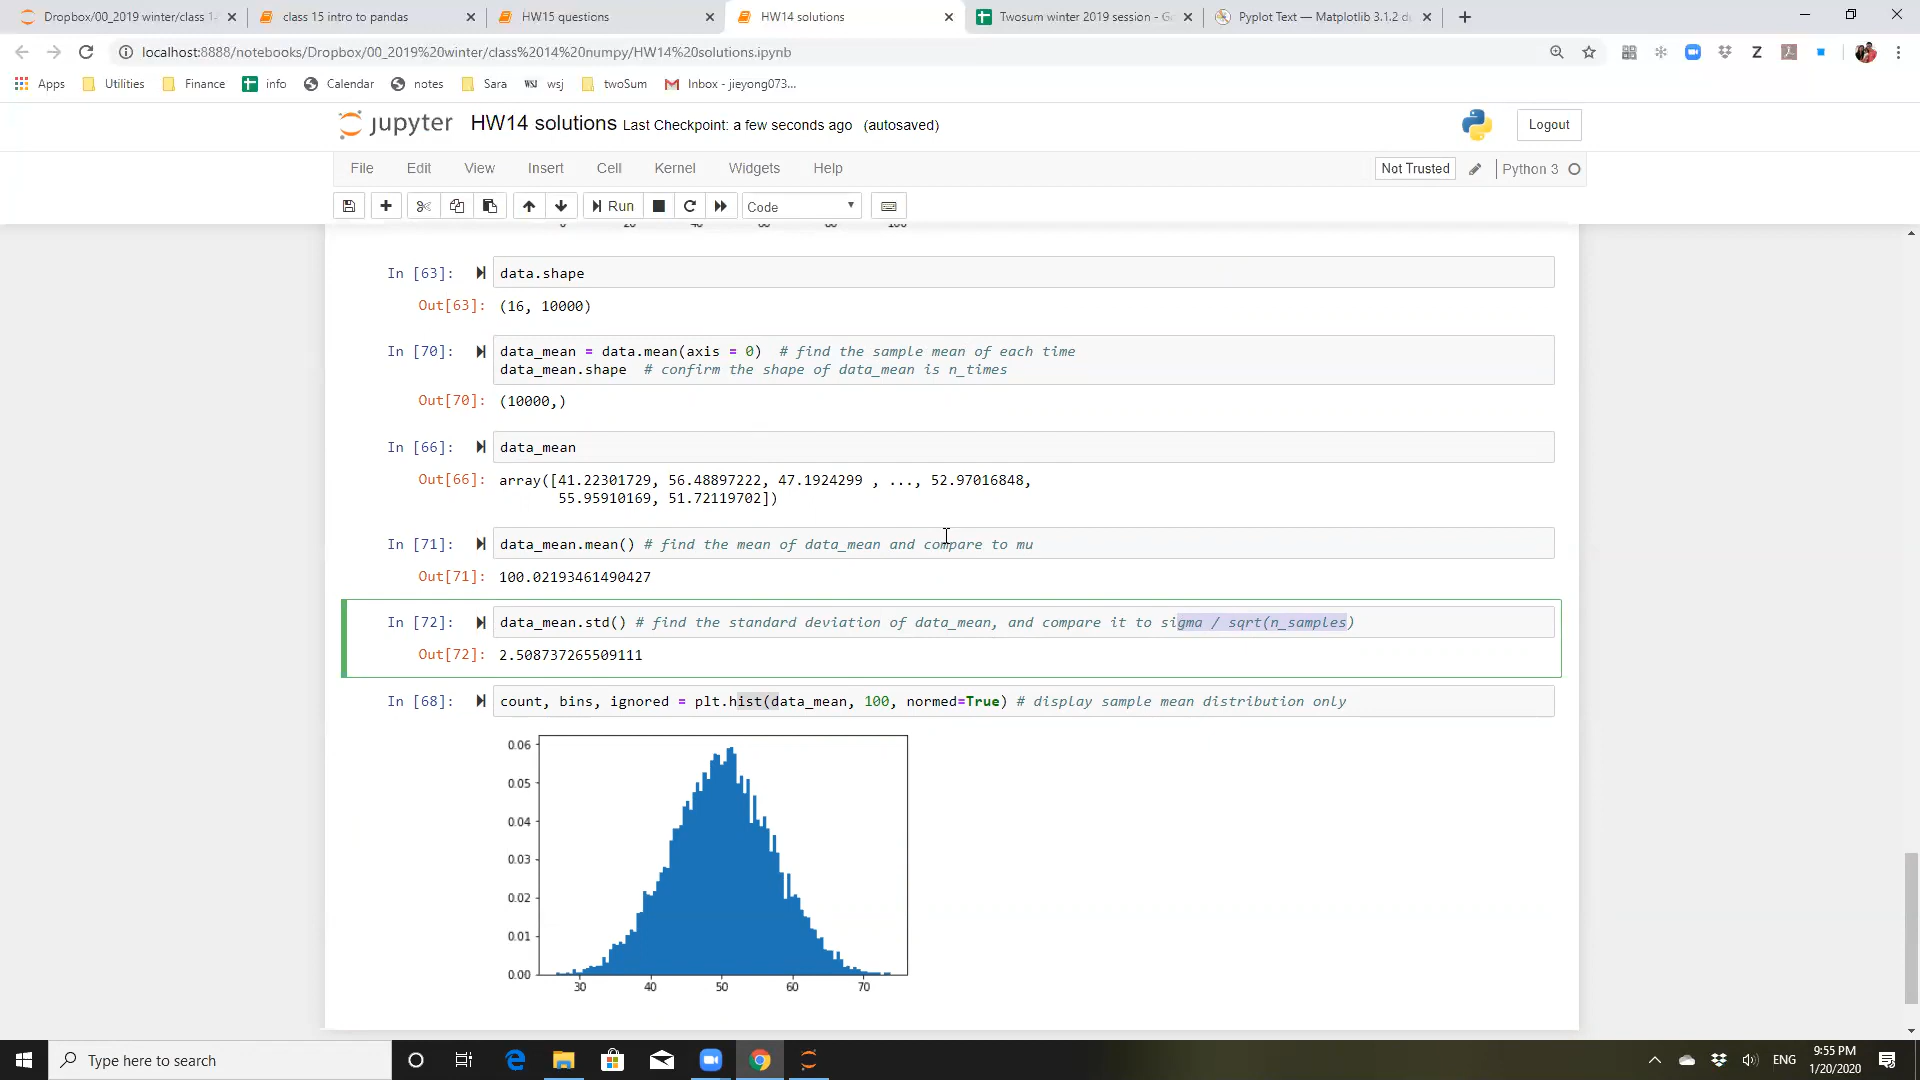 Dropbox/00_2019 winter/class 1
class 15 intro to pandas
HW15 questions
HW14 solutions
Twosum winter 2019 session - G
Pyplot Text — Matplotlib 3.1.2 d
localhost:8888/notebooks/Dropbox/00_2019%20winter/class%2014%20numpy/HW14%20solutions.ipynb
Apps
Utilities
Finance
info
Calendar
notes
Sara
WSJ wsj
twoSum
Inbox - jieyong073...
jupyter HW14 solutions Last Checkpoint: a few seconds ago (autosaved)
Logout
File Edit View Insert Cell Kernel Widgets Help
Not Trusted
Python 3
Run
Code
0 20 40 60 80 100
In [63]: data.shape
Out[63]: (16, 10000)
In [70]: data_mean = data.mean(axis = 0) # find the sample mean of each time
data_mean.shape # confirm the shape of data_mean is n_times
Out[70]: (10000,)
In [66]: data_mean
Out[66]: array([41.22301729, 56.48897222, 47.1924299 , ..., 52.97016848,
55.95910169, 51.72119702])
In [71]: data_mean.mean() # find the mean of data_mean and compare to mu
Out[71]: 100.02193461490427
In [72]: data_mean.std() # find the standard deviation of data_mean, and compare it to sigma / sqrt(n_samples)
Out[72]: 2.508737265509111
In [68]: count, bins, ignored = plt.hist(data_mean, 100, normed=True) # display sample mean distribution only
0.06
0.05
0.04
0.03
0.02
0.01
0.00
30 40 50 60 70
Type here to search
ENG
9:55 PM
1/20/2020